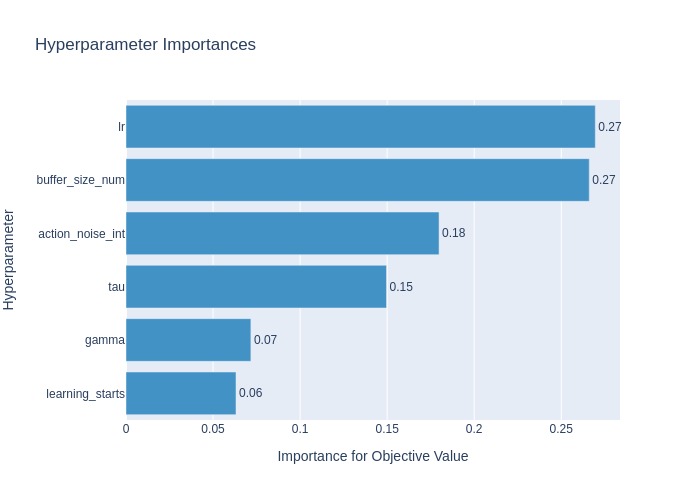 Hyperparameter Importances
Hyperparameter
lr 0.27
buffer_size_num 0.27
action_noise_int 0.18
tau 0.15
gamma 0.07
learning_starts 0.06
0 0.05 0.1 0.15 0.2 0.25
Importance for Objective Value